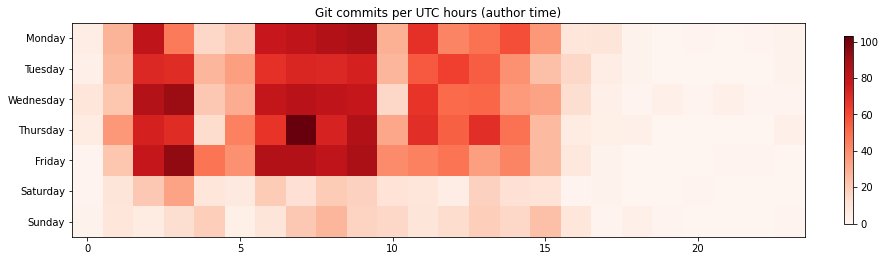 Git commits per UTC hours (author time)
Monday
Tuesday
Wednesday
Thursday
Friday
Saturday
Sunday
0 5 10 15 20
100
80
60
40
20
0